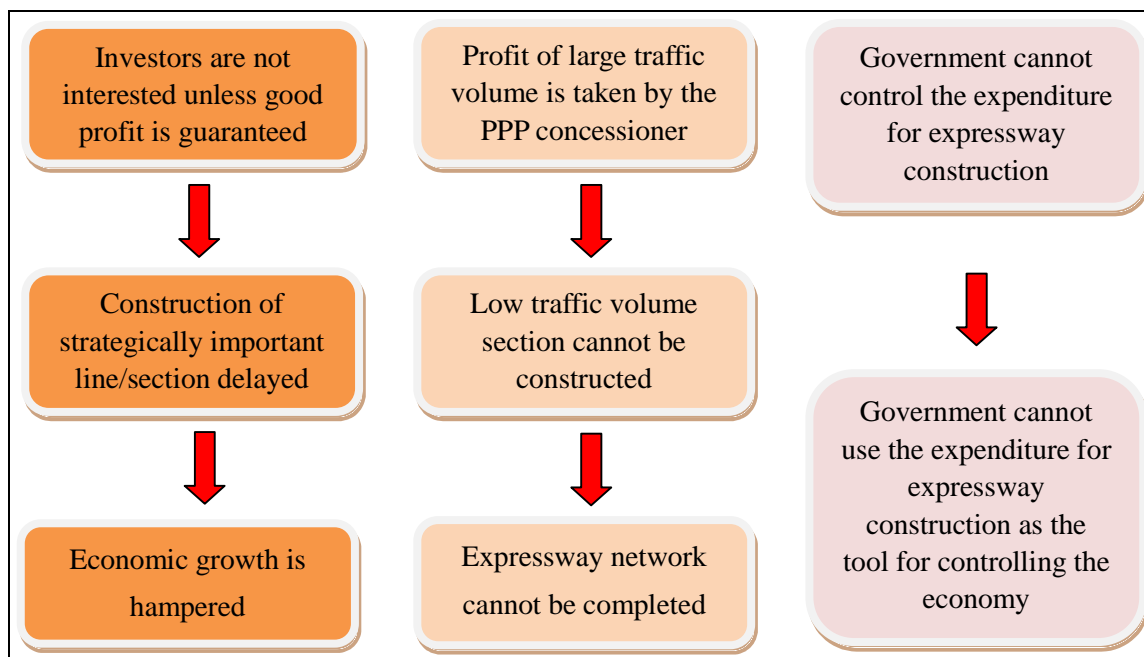 Investors are not
interested unless good
profit is guaranteed
Construction of
strategically important
line/section delayed
Economic growth is
hampered
Profit of large traffic
volume is taken by the
PPP concessioner
Low traffic volume
section cannot be
constructed
Expressway network
cannot be completed
Government cannot
control the expenditure
for expressway
construction
Government cannot
use the expenditure for
expressway
construction as the
tool for controlling the
economy